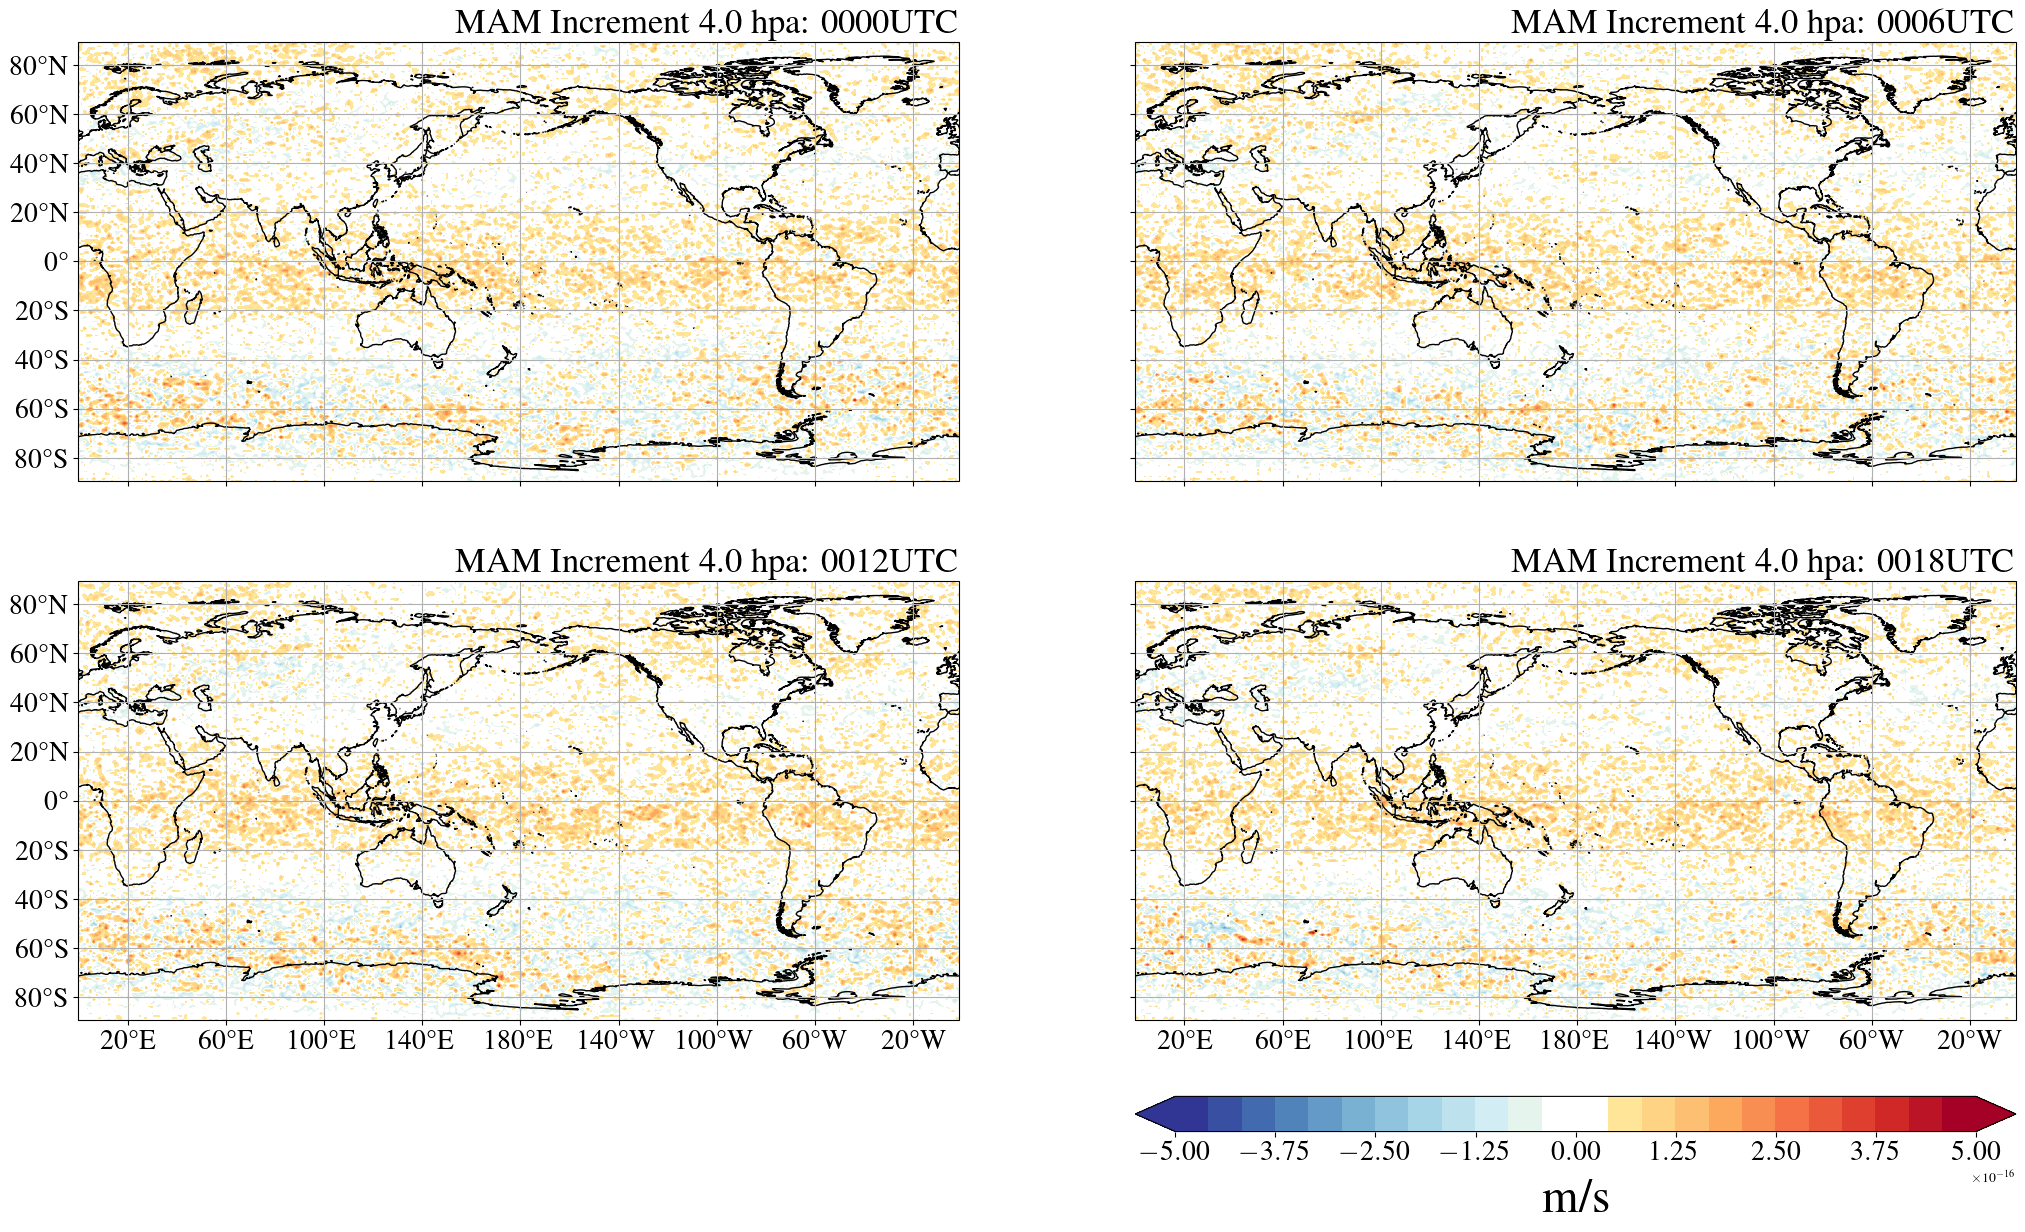 MAM Increment 4.0 hpa: 0000UTC
MAM Increment 4.0 hpa: 0006UTC
80°N
60°N
40°N
20°N
0°
20°S
40°S
60°S
80°S
MAM Increment 4.0 hpa: 0012UTC
MAM Increment 4.0 hpa: 0018UTC
80°N
60°N
40°N
20°N
0°
20°S
40°S
60°S
80°S
20°E 60°E 100°E 140°E 180°E 140°W 100°W 60°W 20°W
20°E 60°E 100°E 140°E 180°E 140°W 100°W 60°W 20°W
−5.00 −3.75 −2.50 −1.25 0.00 1.25 2.50 3.75 5.00
×10⁻¹⁶
m/s